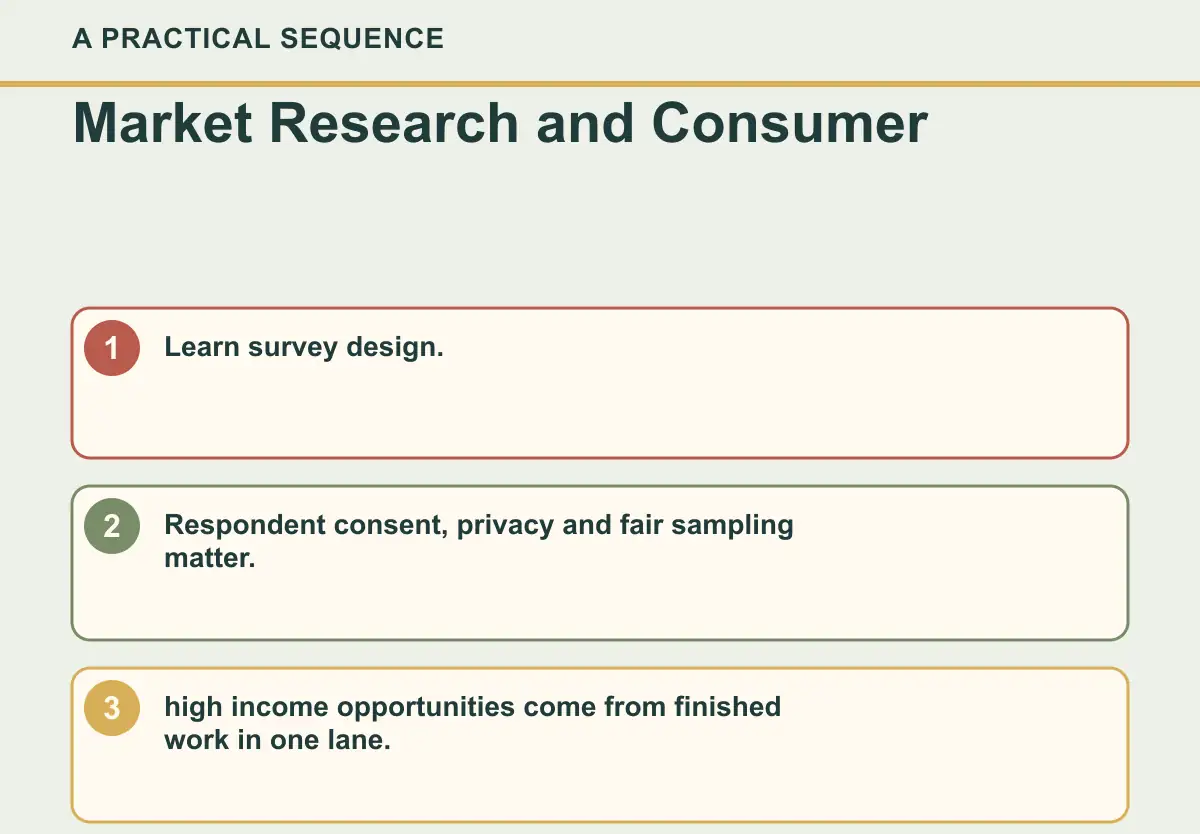 A PRACTICAL SEQUENCE
Market Research and Consumer
1
Learn survey design.
2
Respondent consent, privacy and fair sampling
matter.
3
high income opportunities come from finished
work in one lane.